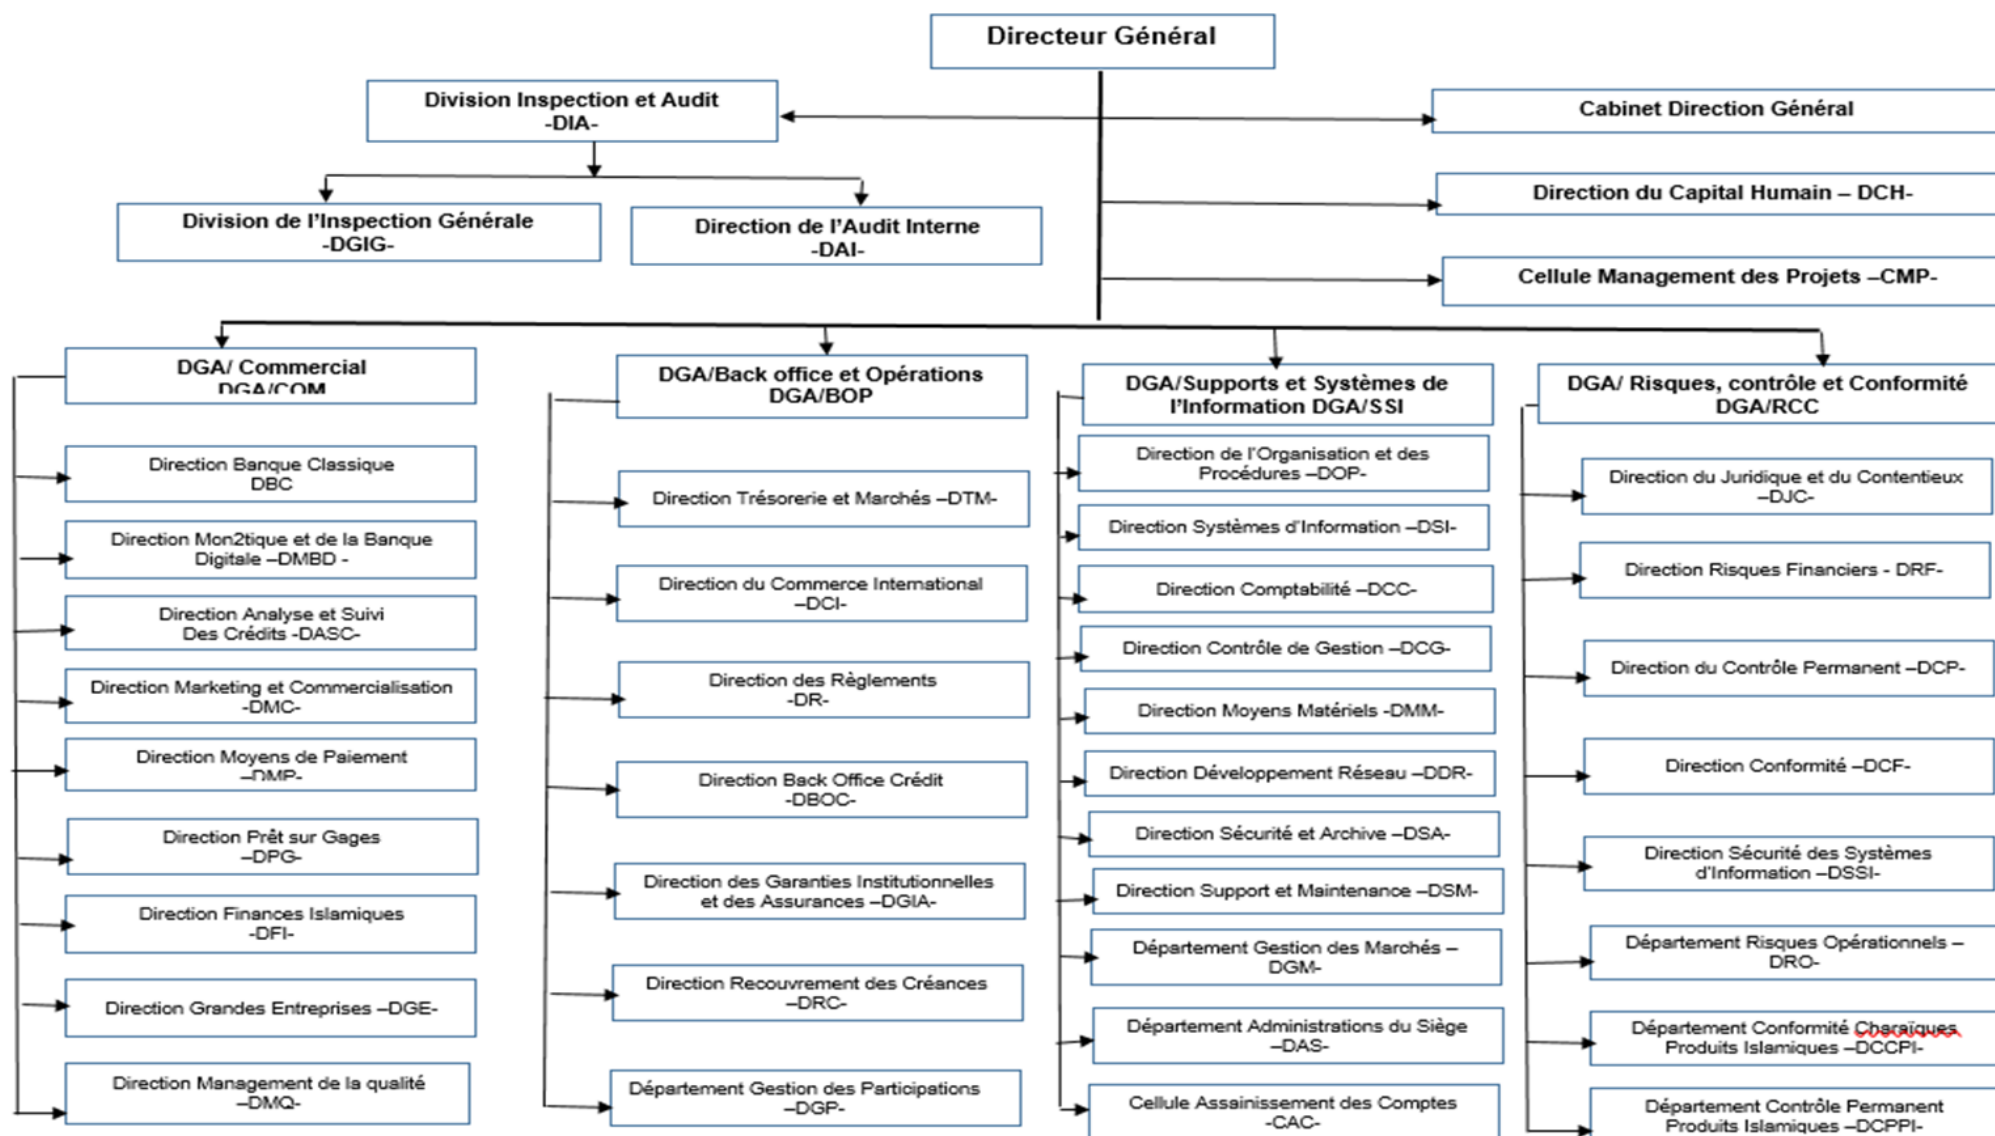 Directeur Général
Division Inspection et Audit
-DIA-
Cabinet Direction Général
Direction du Capital Humain – DCH-
Division de l'Inspection Générale
-DGIG-
Direction de l'Audit Interne
-DAI-
Cellule Management des Projets –CMP-
DGA/ Commercial
DGA/COM
Direction Banque Classique
DBC
Direction Mon2tique et de la Banque
Digitale –DMBD -
Direction Analyse et Suivi
Des Crédits -DASC-
Direction Marketing et Commercialisation
-DMC-
Direction Moyens de Paiement
–DMP-
Direction Prêt sur Gages
–DPG-
Direction Finances Islamiques
-DFI-
Direction Grandes Entreprises –DGE-
Direction Management de la qualité
–DMQ-
DGA/Back office et Opérations
DGA/BOP
Direction Trésorerie et Marchés –DTM-
Direction du Commerce International
–DCI-
Direction des Règlements
-DR-
Direction Back Office Crédit
-DBOC-
Direction des Garanties Institutionnelles
et des Assurances –DGIA-
Direction Recouvrement des Créances
–DRC-
Département Gestion des Participations
–DGP-
DGA/Supports et Systèmes de
l'Information DGA/SSI
Direction de l'Organisation et des
Procédures –DOP-
Direction Systèmes d'Information –DSI-
Direction Comptabilité –DCC-
Direction Contrôle de Gestion –DCG-
Direction Moyens Matériels -DMM-
Direction Développement Réseau –DDR-
Direction Sécurité et Archive –DSA-
Direction Support et Maintenance –DSM-
Département Gestion des Marchés –
DGM-
Département Administrations du Siège
–DAS-
Cellule Assainissement des Comptes
-CAC-
DGA/ Risques, contrôle et Conformité
DGA/RCC
Direction du Juridique et du Contentieux
–DJC-
Direction Risques Financiers - DRF-
Direction du Contrôle Permanent –DCP-
Direction Conformité –DCF-
Direction Sécurité des Systèmes
d'Information –DSSI-
Département Risques Opérationnels –
DRO-
Département Conformité Charaïques
Produits Islamiques –DCCPI-
Département Contrôle Permanent
Produits Islamiques –DCPPI-